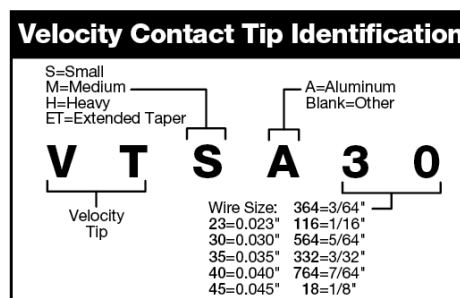 Velocity Contact Tip Identification
S=Small
M=Medium
H=Heavy
ET=Extended Taper
A=Aluminum
Blank=Other
V T S A 3 0
Velocity
Tip
Wire Size: 364=3/64"
23=0.023" 116=1/16"
30=0.030" 564=5/64"
35=0.035" 332=3/32"
40=0.040" 764=7/64"
45=0.045" 18=1/8"